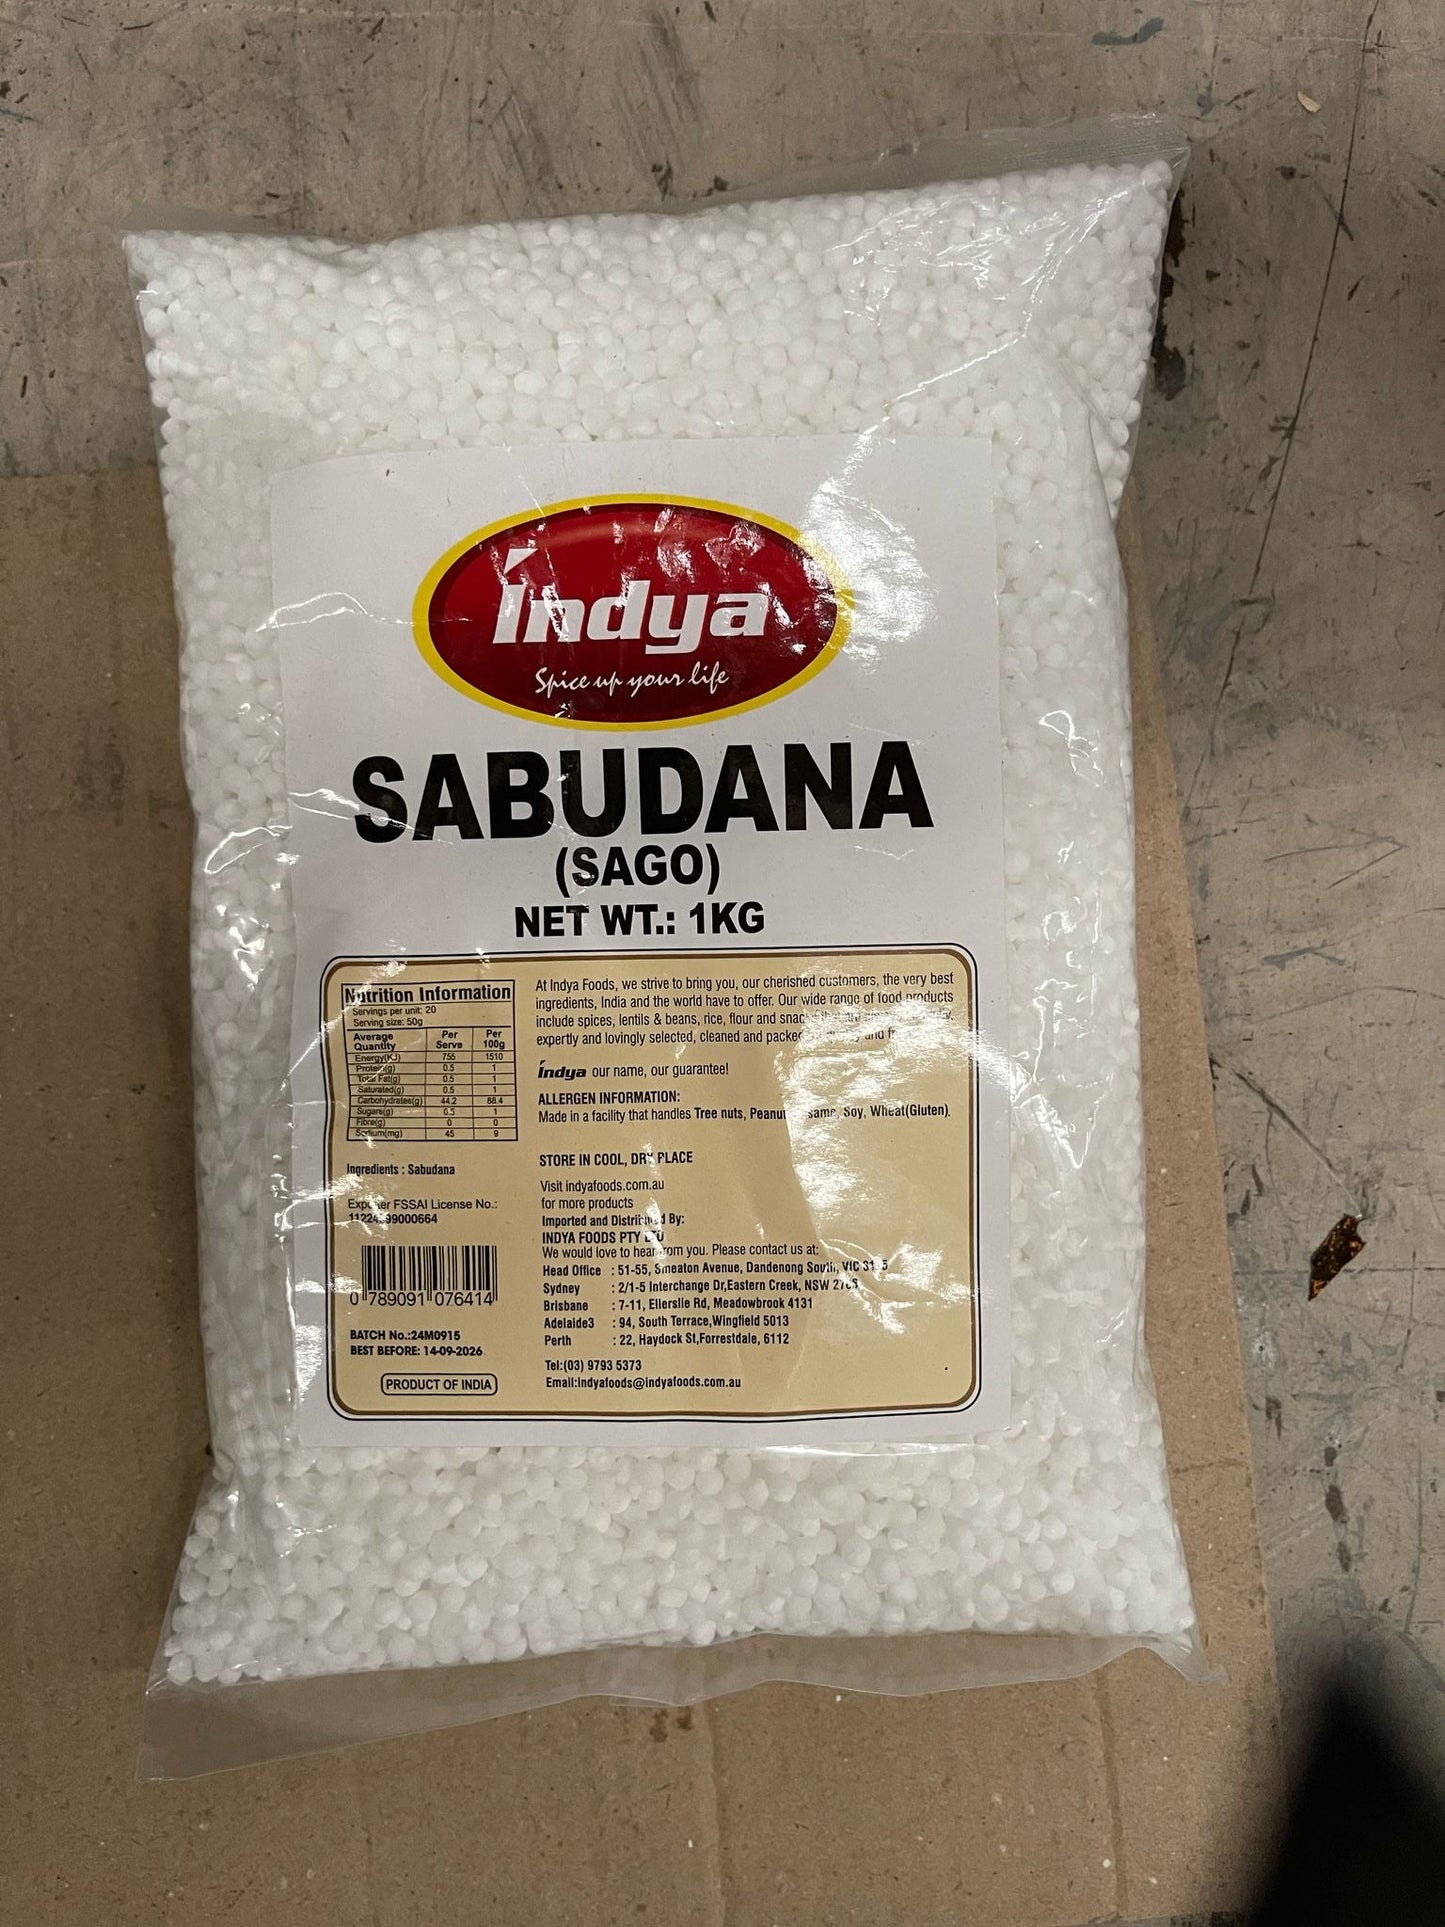 Indya
Spice up your life
SABUDANA
(SAGO)
NET WT.: 1KG
Nutrition Information
Servings per unit: 20
Serving size: 50g
Average Quantity Per Serve Per 100g
Energy(KJ) 755 1510
Protein(g) 0.5 1
Total Fat(g) 0.5 1
Saturated(g) 0.5 1
Carbohydrates(g) 44.2 88.4
Sugars(g) 0.5 1
Fibre(g) 0 0
Sodium(mg) 45 9
Ingredients : Sabudana
Exporter FSSAI License No.:
0 789091 076414
BATCH No.:24M0915
BEST BEFORE: 14-09-2026
PRODUCT OF INDIA
At Indya Foods, we strive to bring you, our cherished customers, the very best
ingredients, India and the world have to offer. Our wide range of food products
include spices, lentils & beans, rice, flour and
expertly and lovingly selected, cleaned and and
Indya our name, our guarantee!
ALLERGEN INFORMATION:
Made in a facility that handles Tree nuts, Soy, Wheat(Gluten).
STORE IN COOL, DRY PLACE
Visit indyafoods.com.au
for more products
Imported and Distributed By:
INDYA FOODS PTY LTD
We would love to hear from you. Please contact us at:
Head Office : 51-55, Smeaton Avenue, Dandenong South, VIC
Sydney : 2/1-5 Interchange Dr,Eastern Creek, NSW
Brisbane : 7-11, Ellerslie Rd, Meadowbrook 4131
Adelaide3 : 94, South Terrace,Wingfield 5013
Perth : 22, Haydock St,Forrestdale, 6112
Tel:(03) 9793 5373
Email:indyafoods@indyafoods.com.au